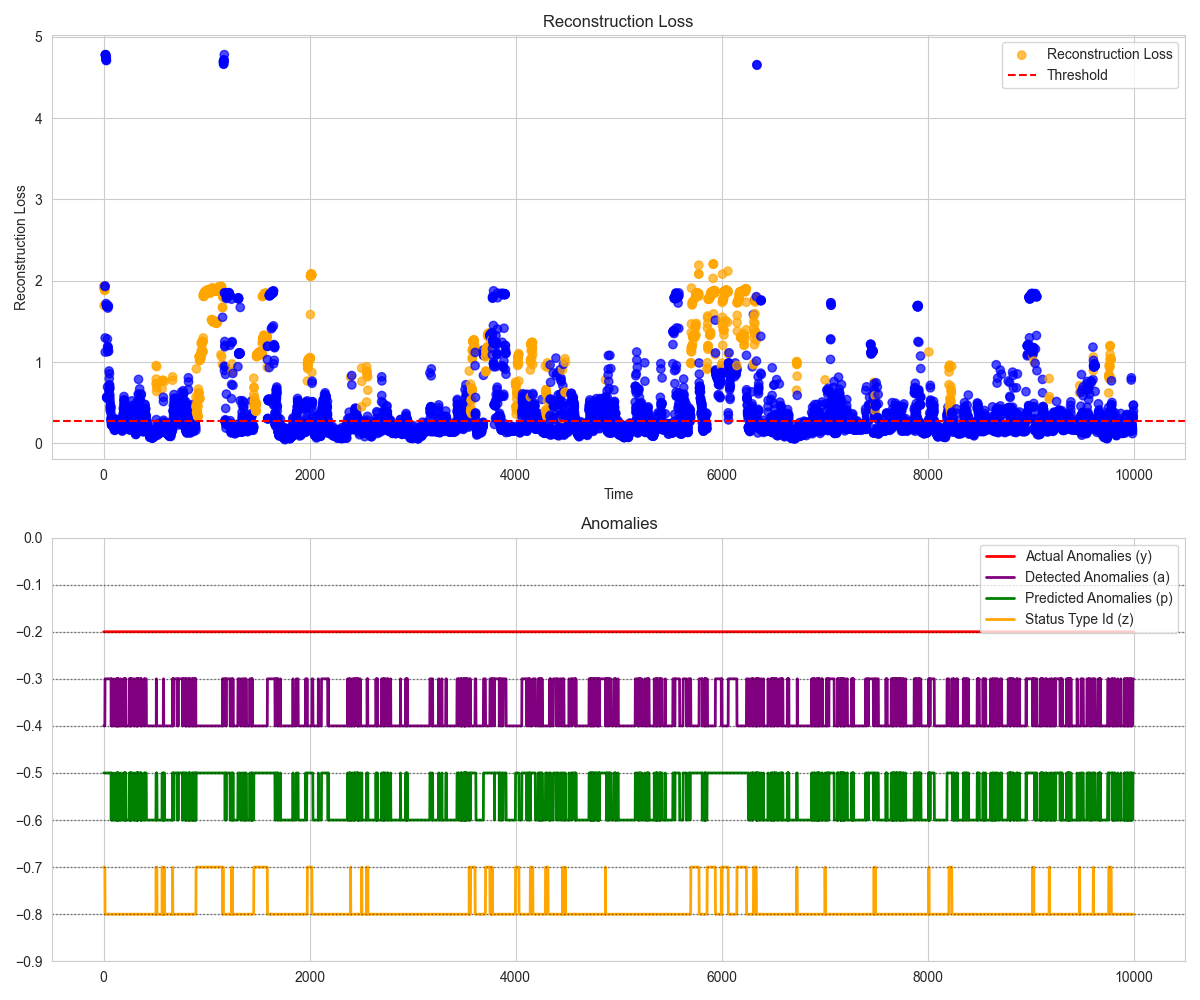 Reconstruction Loss
5
4
3
2
1
0
Reconstruction Loss
Reconstruction Loss
Threshold
0 2000 4000 6000 8000 10000
Time
Anomalies
0.0
−0.1
−0.2
−0.3
−0.4
−0.5
−0.6
−0.7
−0.8
−0.9
Actual Anomalies (y)
Detected Anomalies (a)
Predicted Anomalies (p)
Status Type Id (z)
0 2000 4000 6000 8000 10000